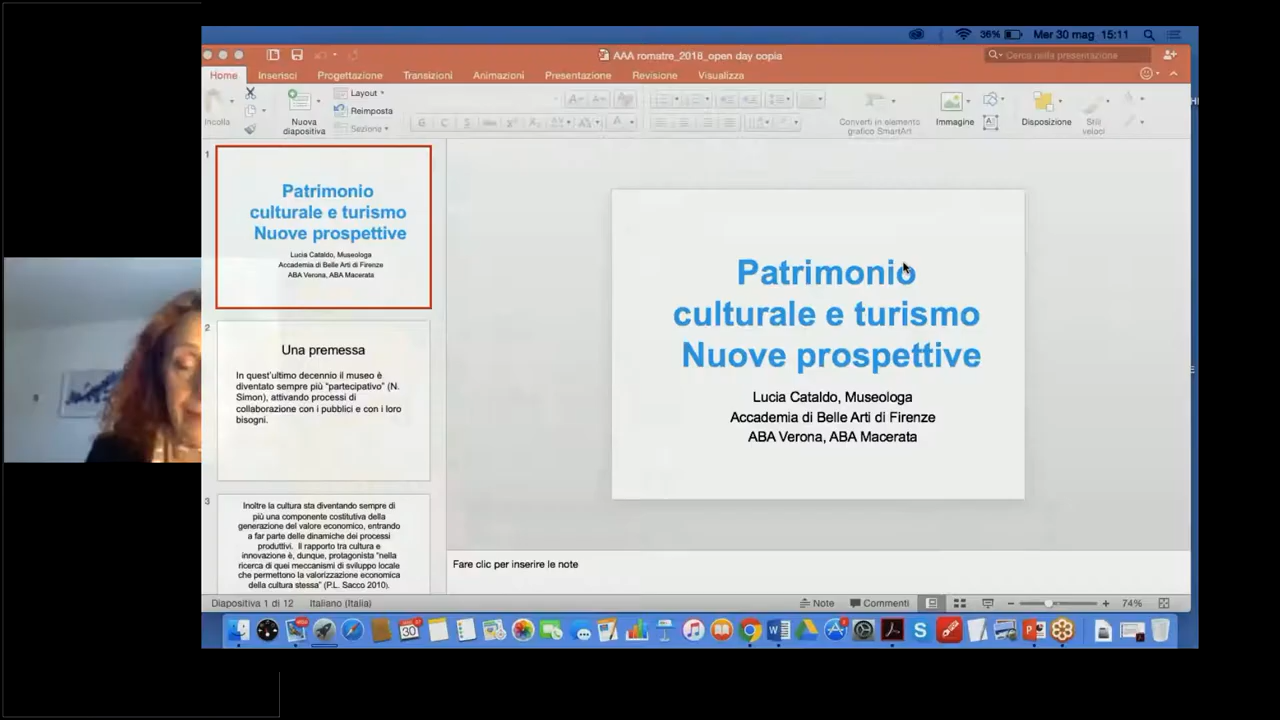 36%
Mer 30 mag 15:11
AAA romatre_2018_open day copia
Cerca nella presentazione
Home
Inserisci
Progettazione
Transizioni
Animazioni
Presentazione
Revisione
Visualizza
Incolla
Nuova
diapositiva
Layout
Reimposta
Sezione
Converti in elemento
grafico SmartArt
Immagine
Disposizione
Stili
veloci
1
Patrimonio
culturale e turismo
Nuove prospettive
Lucia Cataldo, Museologa
Accademia di Belle Arti di Firenze
ABA Verona, ABA Macerata
2
Una premessa
In quest'ultimo decennio il museo è
diventato sempre più "partecipativo" (N.
Simon), attivando processi di
collaborazione con i pubblici e con i loro
bisogni.
3
Inoltre la cultura sta diventando sempre di
più una componente costitutiva della
generazione del valore economico, entrando
a far parte delle dinamiche dei processi
produttivi. Il rapporto tra cultura e
innovazione è, dunque, protagonista "nella
ricerca di quei meccanismi di sviluppo locale
che permettono la valorizzazione economica
della cultura stessa" (P.L. Sacco 2010).
Patrimonio
culturale e turismo
Nuove prospettive
Lucia Cataldo, Museologa
Accademia di Belle Arti di Firenze
ABA Verona, ABA Macerata
Fare clic per inserire le note
Diapositiva 1 di 12
Italiano (Italia)
Note
Commenti
74%